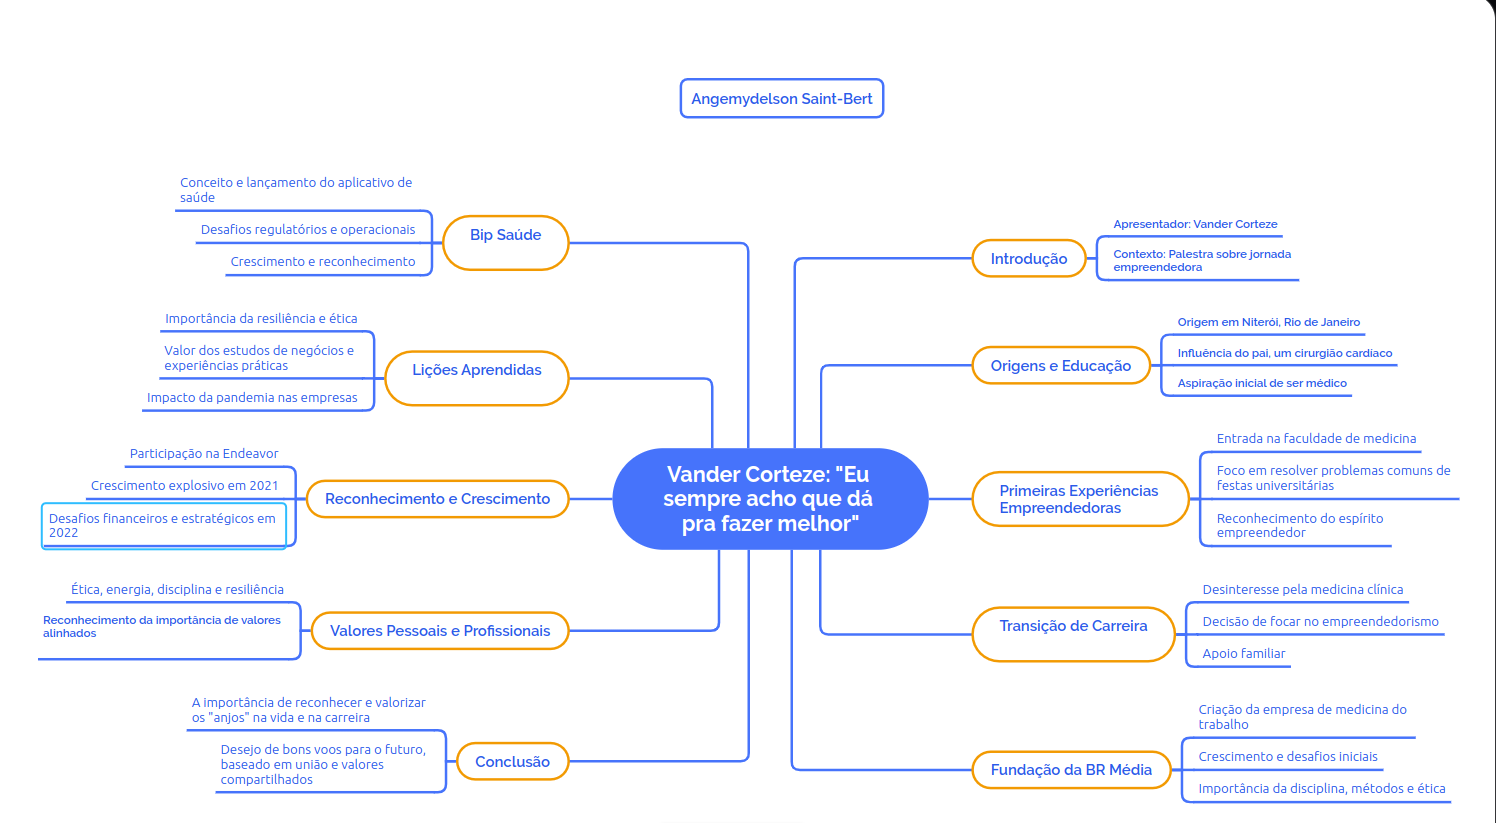 Angemydelson Saint-Bert
Vander Corteze: "Eu
sempre acho que dá
pra fazer melhor"
Introdução
Apresentador: Vander Corteze
Contexto: Palestra sobre jornada
empreendedora
Origens e Educação
Origem em Niterói, Rio de Janeiro
Influência do pai, um cirurgião cardíaco
Aspiração inicial de ser médico
Primeiras Experiências
Empreendedoras
Entrada na faculdade de medicina
Foco em resolver problemas comuns de
festas universitárias
Reconhecimento do espírito
empreendedor
Transição de Carreira
Desinteresse pela medicina clínica
Decisão de focar no empreendedorismo
Apoio familiar
Fundação da BR Média
Criação da empresa de medicina do
trabalho
Crescimento e desafios iniciais
Importância da disciplina, métodos e ética
Bip Saúde
Conceito e lançamento do aplicativo de
saúde
Desafios regulatórios e operacionais
Crescimento e reconhecimento
Lições Aprendidas
Importância da resiliência e ética
Valor dos estudos de negócios e
experiências práticas
Impacto da pandemia nas empresas
Reconhecimento e Crescimento
Participação na Endeavor
Crescimento explosivo em 2021
Desafios financeiros e estratégicos em
2022
Valores Pessoais e Profissionais
Ética, energia, disciplina e resiliência
Reconhecimento da importância de valores
alinhados
Conclusão
A importância de reconhecer e valorizar
os "anjos" na vida e na carreira
Desejo de bons voos para o futuro,
baseado em união e valores
compartilhados